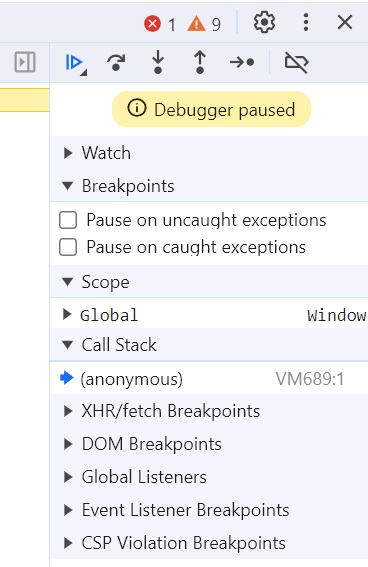 1 9
Debugger paused
Watch
Breakpoints
Pause on uncaught exceptions
Pause on caught exceptions
Scope
Global Window
Call Stack
(anonymous) VM689:1
XHR/fetch Breakpoints
DOM Breakpoints
Global Listeners
Event Listener Breakpoints
CSP Violation Breakpoints